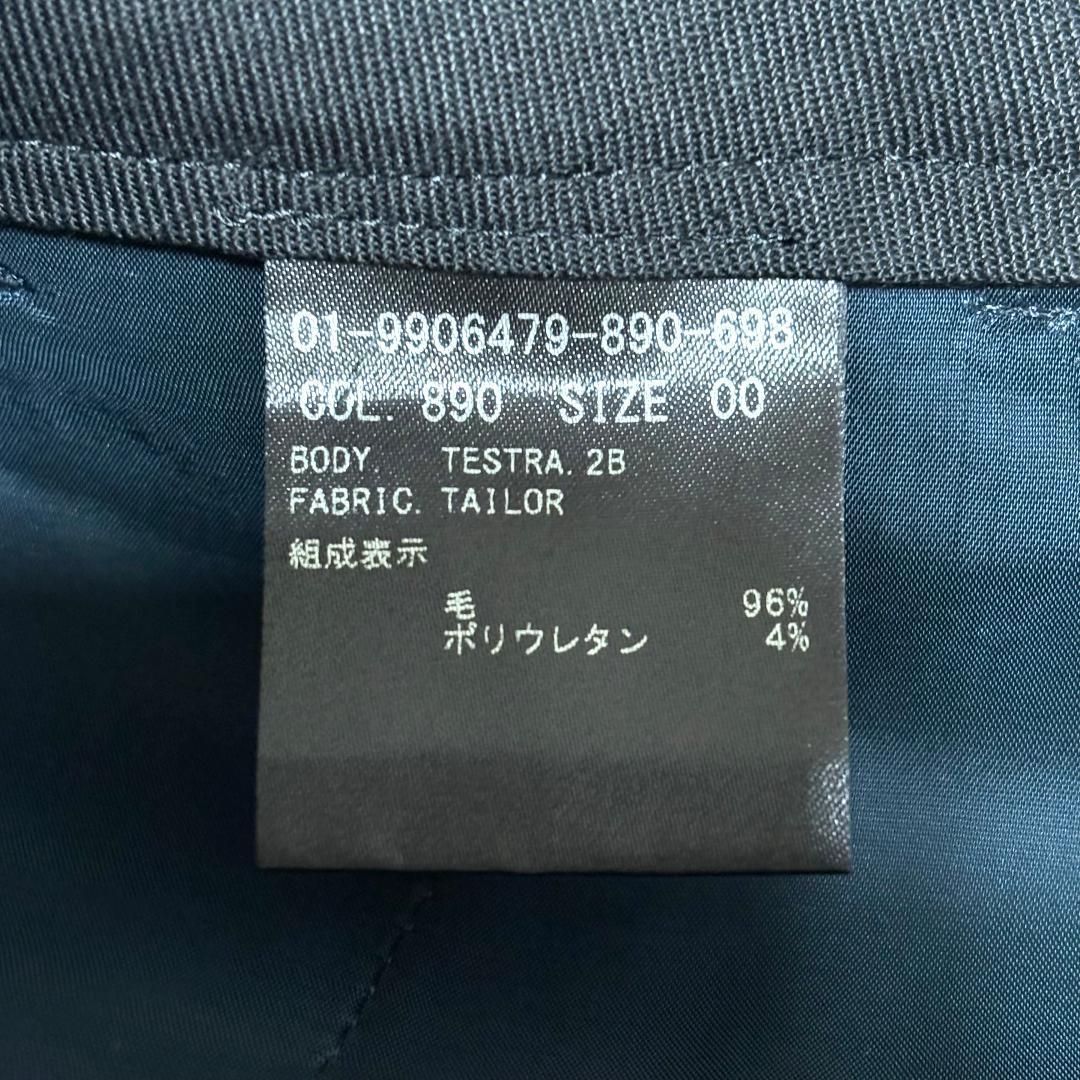 01-9906479-890-698
COL. 890 SIZE 00
BODY. TESTRA. 2B
FABRIC. TAILOR
組成表示
毛 96%
ポリウレタン 4%